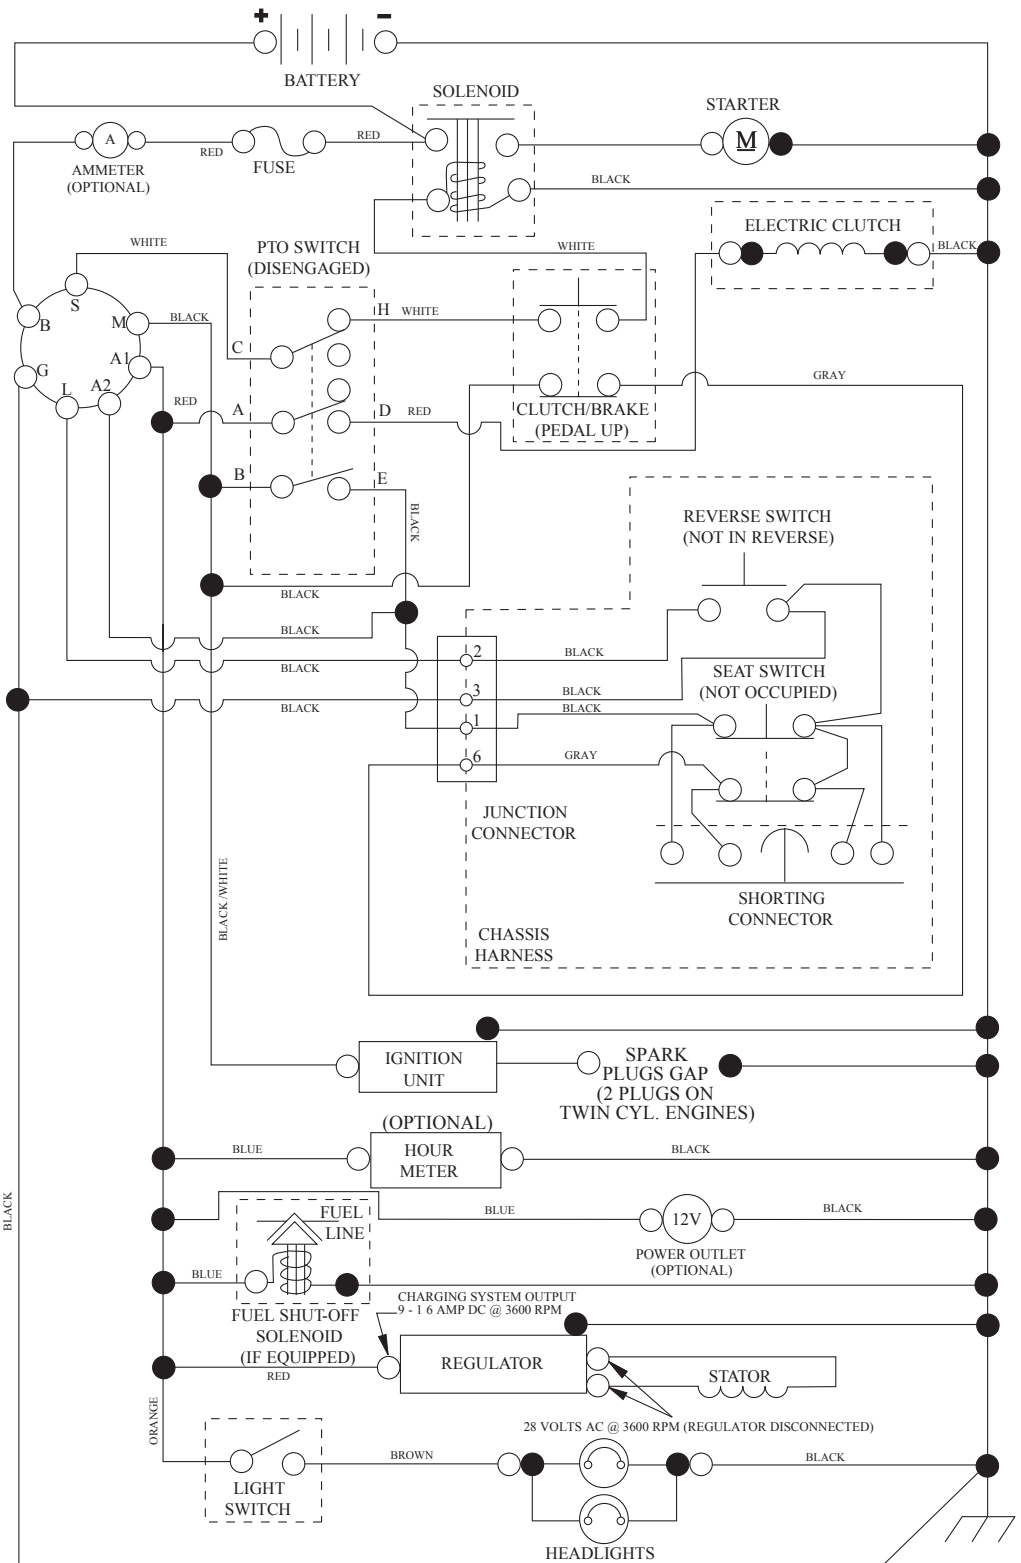 + -
BATTERY
SOLENOID
STARTER
A
RED
FUSE
RED
M
AMMETER
(OPTIONAL)
BLACK
WHITE
PTO SWITCH
(DISENGAGED)
WHITE
ELECTRIC CLUTCH
BLACK
S
B
M
BLACK
H
WHITE
C
G
A1
L
A2
RED
A
D
RED
GRAY
CLUTCH/BRAKE
(PEDAL UP)
B
E
BLACK
REVERSE SWITCH
(NOT IN REVERSE)
BLACK
BLACK
2
BLACK
BLACK
SEAT SWITCH
(NOT OCCUPIED)
3
BLACK
BLACK
BLACK
1
6
GRAY
JUNCTION
CONNECTOR
BLACK /WHITE
SHORTING
CONNECTOR
CHASSIS
HARNESS
IGNITION
UNIT
SPARK
PLUGS GAP
(2 PLUGS ON
TWIN CYL. ENGINES)
(OPTIONAL)
BLUE
HOUR
METER
BLACK
BLACK
FUEL
LINE
BLUE
12V
BLACK
POWER OUTLET
(OPTIONAL)
BLUE
FUEL SHUT-OFF
SOLENOID
(IF EQUIPPED)
CHARGING SYSTEM OUTPUT
9 - 1 6 AMP DC @ 3600 RPM
RED
REGULATOR
STATOR
ORANGE
28 VOLTS AC @ 3600 RPM (REGULATOR DISCONNECTED)
BROWN
BLACK
LIGHT
SWITCH
HEADLIGHTS